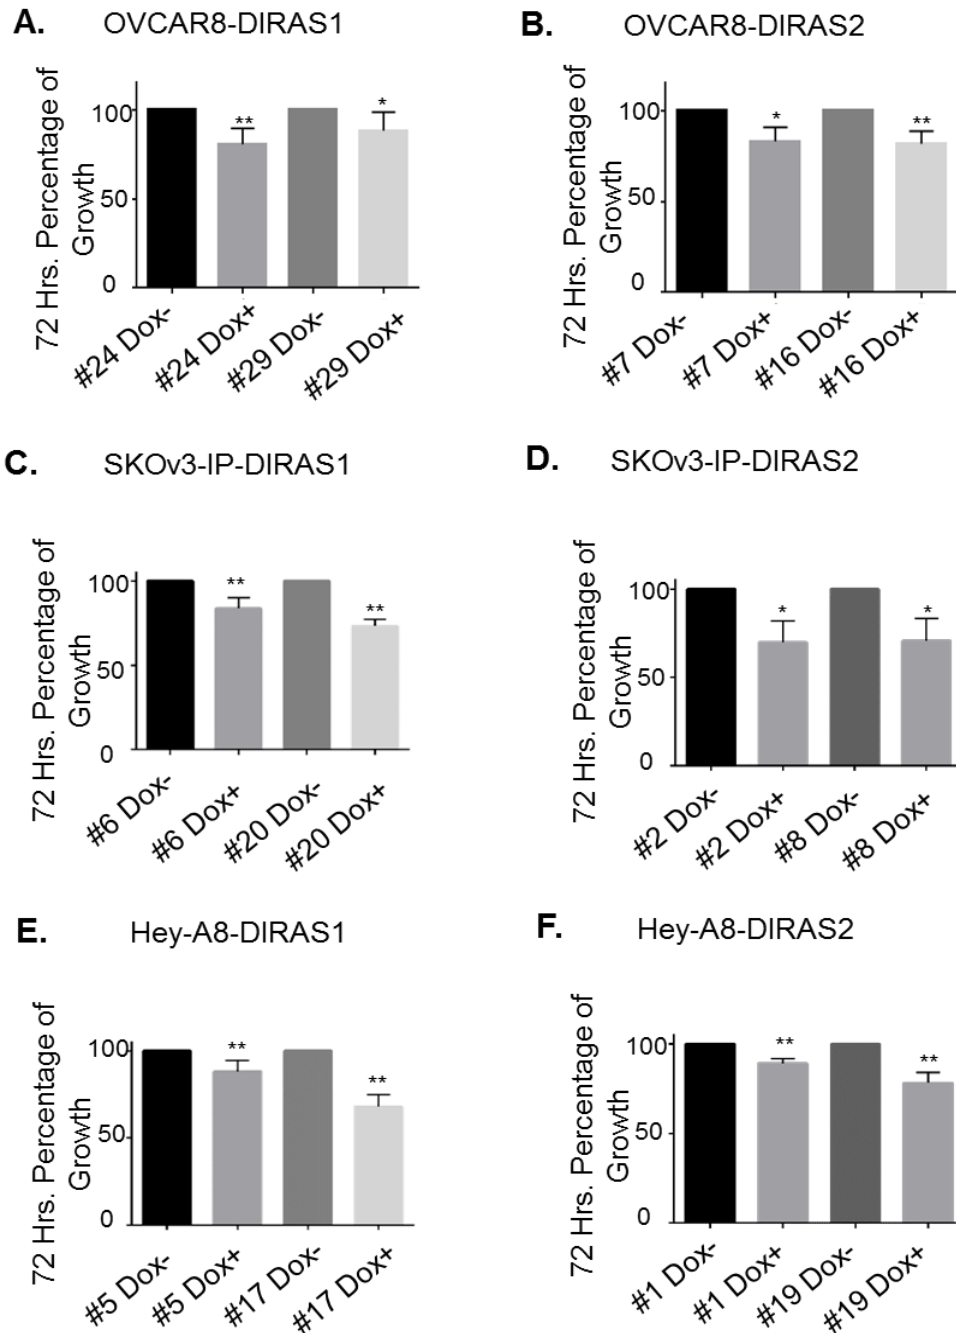 A. OVCAR8-DIRAS1
72 Hrs. Percentage of
Growth
100
**
*
50
0
#24 Dox-
#24 Dox+
#29 Dox-
#29 Dox+
B. OVCAR8-DIRAS2
72 Hrs. Percentage of
Growth
100
*
**
50
0
#7 Dox-
#7 Dox+
#16 Dox-
#16 Dox+
C. SKOv3-IP-DIRAS1
72 Hrs. Percentage of
Growth
100
**
**
50
0
#6 Dox-
#6 Dox+
#20 Dox-
#20 Dox+
D. SKOv3-IP-DIRAS2
72 Hrs. Percentage of
Growth
100
*
*
50
0
#2 Dox-
#2 Dox+
#8 Dox-
#8 Dox+
E. Hey-A8-DIRAS1
72 Hrs. Percentage of
Growth
100
**
**
50
0
#5 Dox-
#5 Dox+
#17 Dox-
#17 Dox+
F. Hey-A8-DIRAS2
72 Hrs. Percentage of
Growth
100
**
**
50
0
#1 Dox-
#1 Dox+
#19 Dox-
#19 Dox+